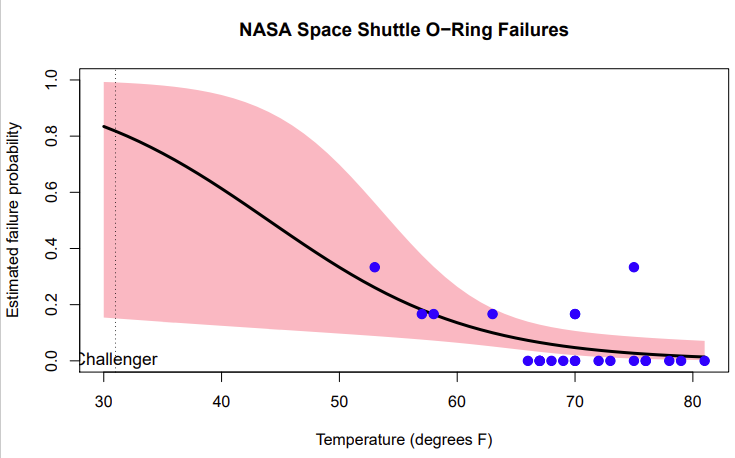 NASA Space Shuttle O−Ring Failures
Estimated failure probability
1.0
0.8
0.6
0.4
0.2
0.0
Challenger
30 40 50 60 70 80
Temperature (degrees F)